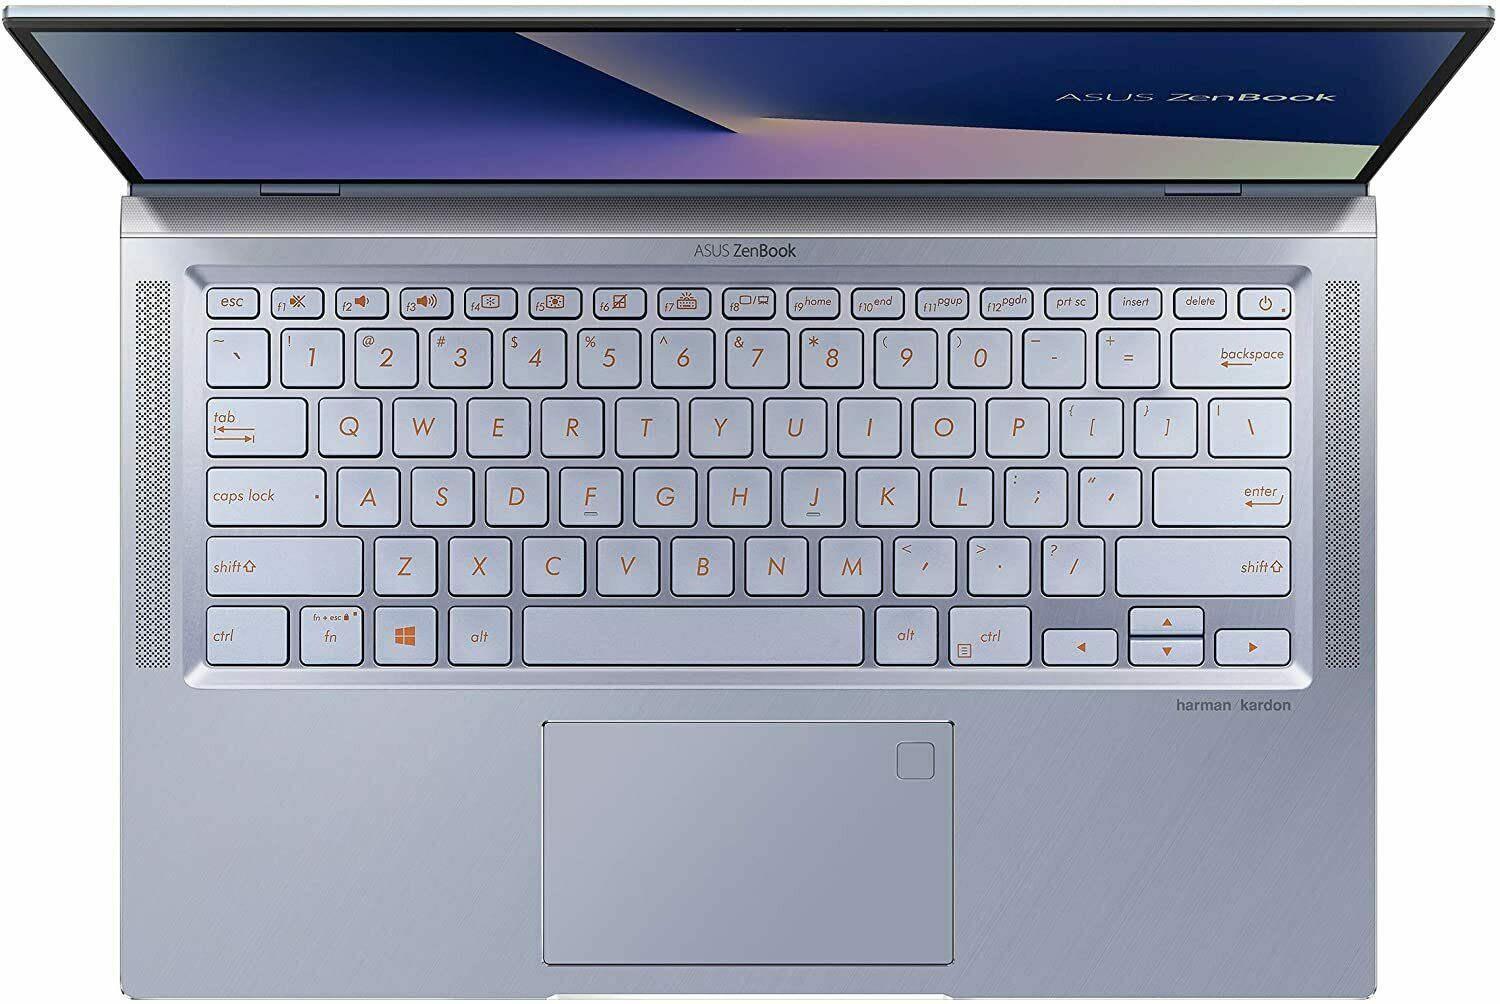 ASUS ZenBook
ASUS ZenBook
esc f1 f2 f3 f4 f5 f6 f7 f8 f9 home f10 end f11 pgup f12 pgdn prt sc insert delete
~ ` ! 1 @ 2 # 3 $ 4 % 5 ^ 6 & 7 * 8 ( 9 ) 0 _ - + = backspace
tab Q W E R T Y U I O P { [ } ] | \
caps lock A S D F G H J K L : ; " ' enter
shift Z X C V B N M < , > . ? / shift
ctrl fn + esc fn alt alt ctrl
harman / kardon